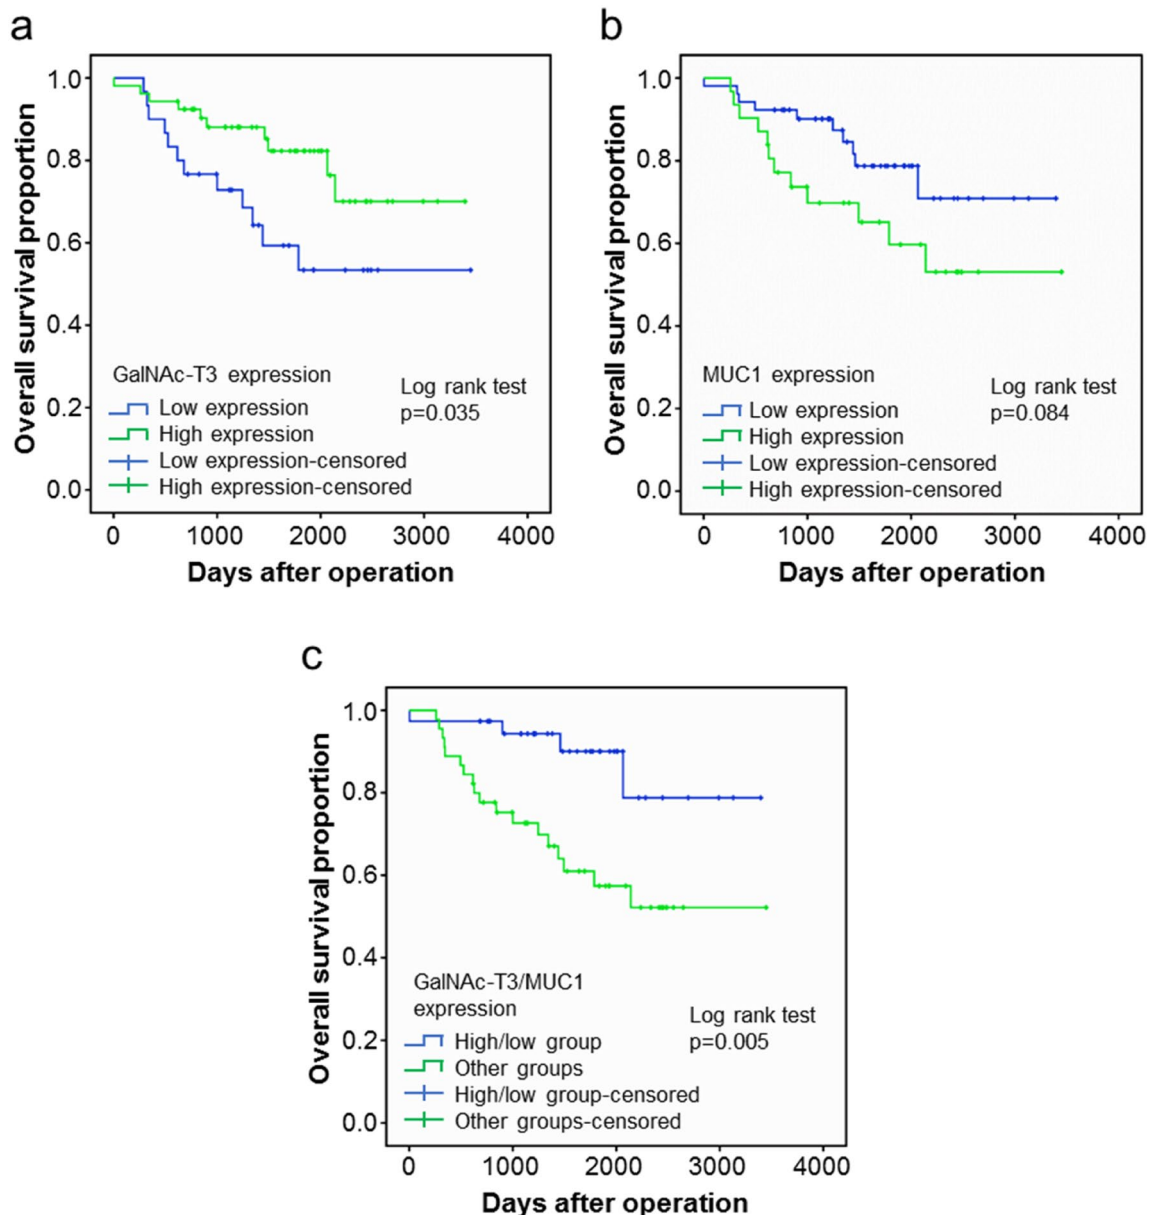 a
1.0
0.8
0.6
0.4
0.2
0.0
Overall survival proportion
GalNAc-T3 expression
Low expression
High expression
Low expression-censored
High expression-censored
Log rank test
p=0.035
0 1000 2000 3000 4000
Days after operation
b
1.0
0.8
0.6
0.4
0.2
0.0
Overall survival proportion
MUC1 expression
Low expression
High expression
Low expression-censored
High expression-censored
Log rank test
p=0.084
0 1000 2000 3000 4000
Days after operation
c
1.0
0.8
0.6
0.4
0.2
0.0
Overall survival proportion
GalNAc-T3/MUC1
expression
High/low group
Other groups
High/low group-censored
Other groups-censored
Log rank test
p=0.005
0 1000 2000 3000 4000
Days after operation